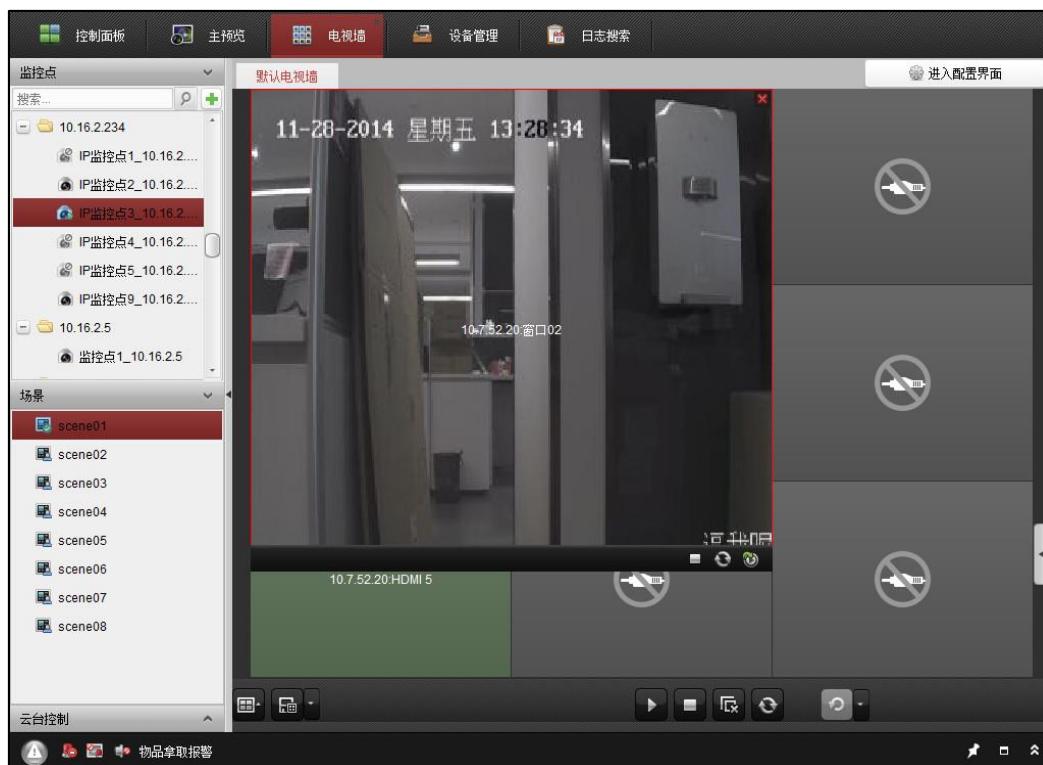 控制面板
主预览
电视墙
设备管理
日志搜索
监控点
默认电视墙
进入配置界面
搜索...
10.16.2.234
IP监控点1_10.16.2....
IP监控点2_10.16.2....
IP监控点3_10.16.2....
IP监控点4_10.16.2....
IP监控点5_10.16.2....
IP监控点9_10.16.2....
10.16.2.5
监控点1_10.16.2.5
场景
scene01
scene02
scene03
scene04
scene05
scene06
scene07
scene08
云台控制
11-28-2014 星期五 13:28:34
10.7.52.20:窗口02
10.7.52.20:HDMI 5
物品拿取报警